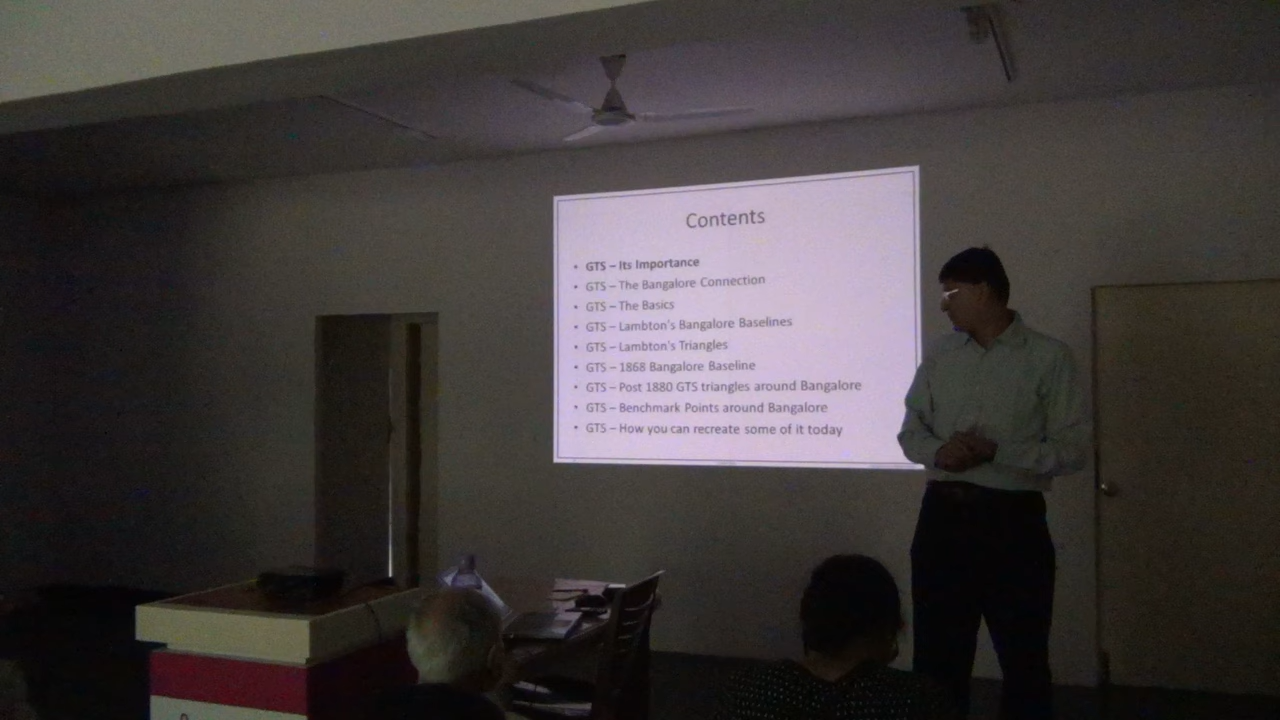 Contents
• GTS – Its Importance
• GTS – The Bangalore Connection
• GTS – The Basics
• GTS – Lambton's Bangalore Baselines
• GTS – Lambton's Triangles
• GTS – 1868 Bangalore Baseline
• GTS – Post 1880 GTS triangles around Bangalore
• GTS – Benchmark Points around Bangalore
• GTS – How you can recreate some of it today